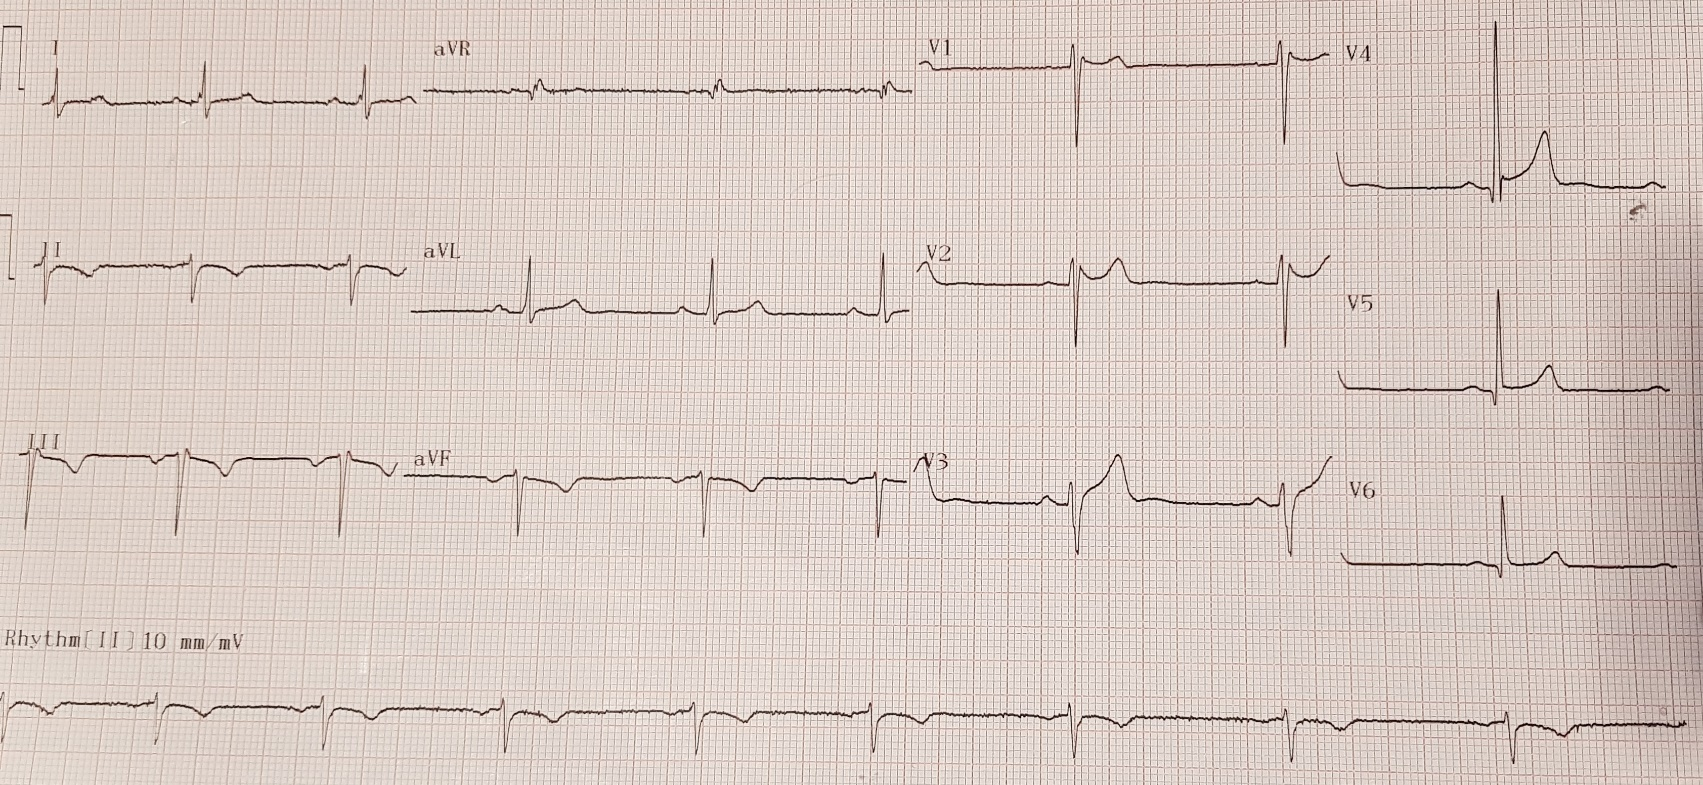 I
aVR
V1
V4
II
aVL
V2
V5
III
aVF
V3
V6
Rhythm[II]10 mm/mV